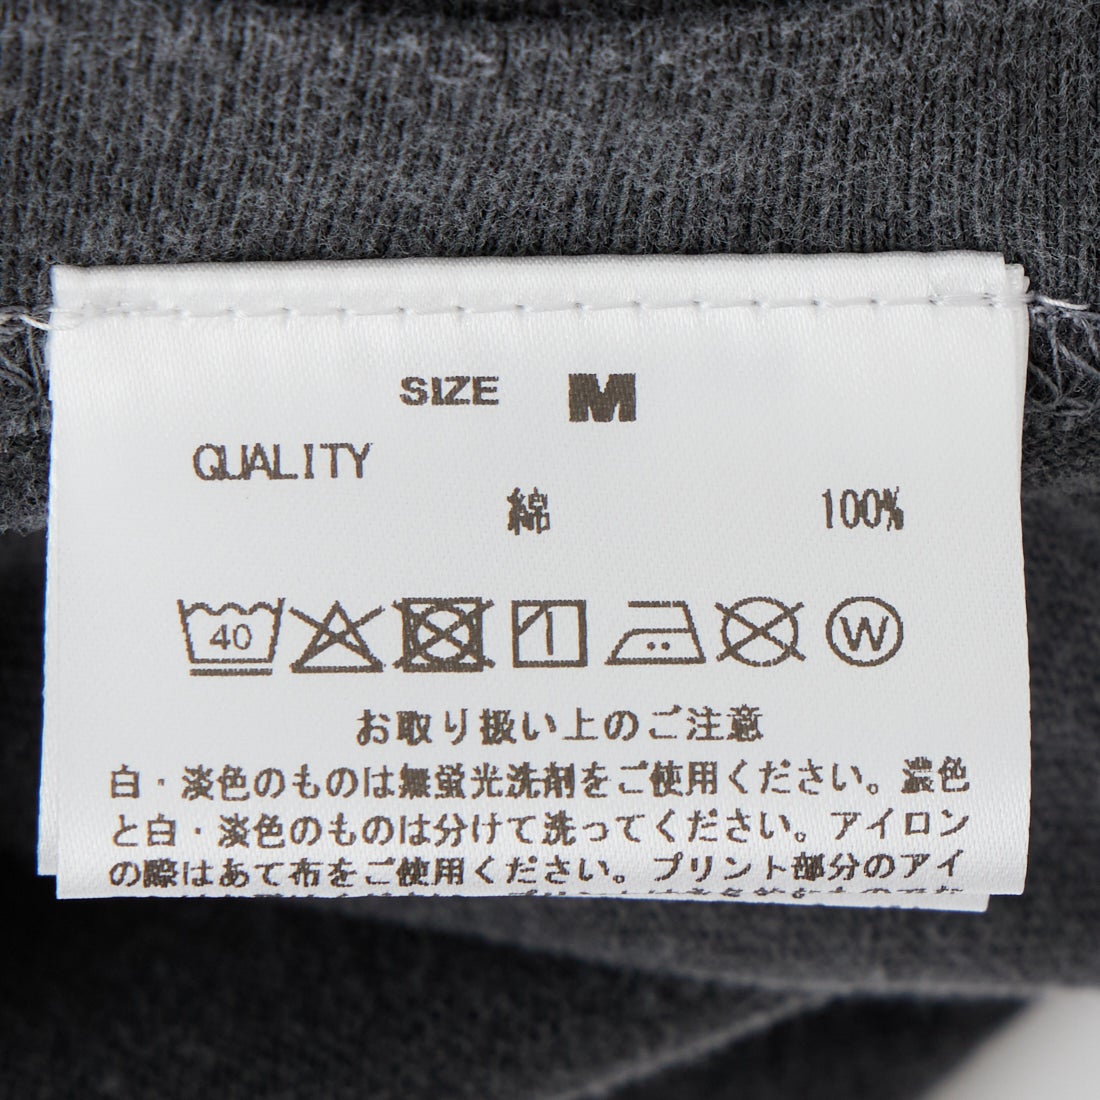 SIZE M
QUALITY
綿 100%
40
W
お取り扱い上のご注意
白・淡色のものは無蛍光洗剤をご使用ください。濃色
と白・淡色のものは分けて洗ってください。アイロン
の際はあて布をご使用ください。プリント部分のアイ